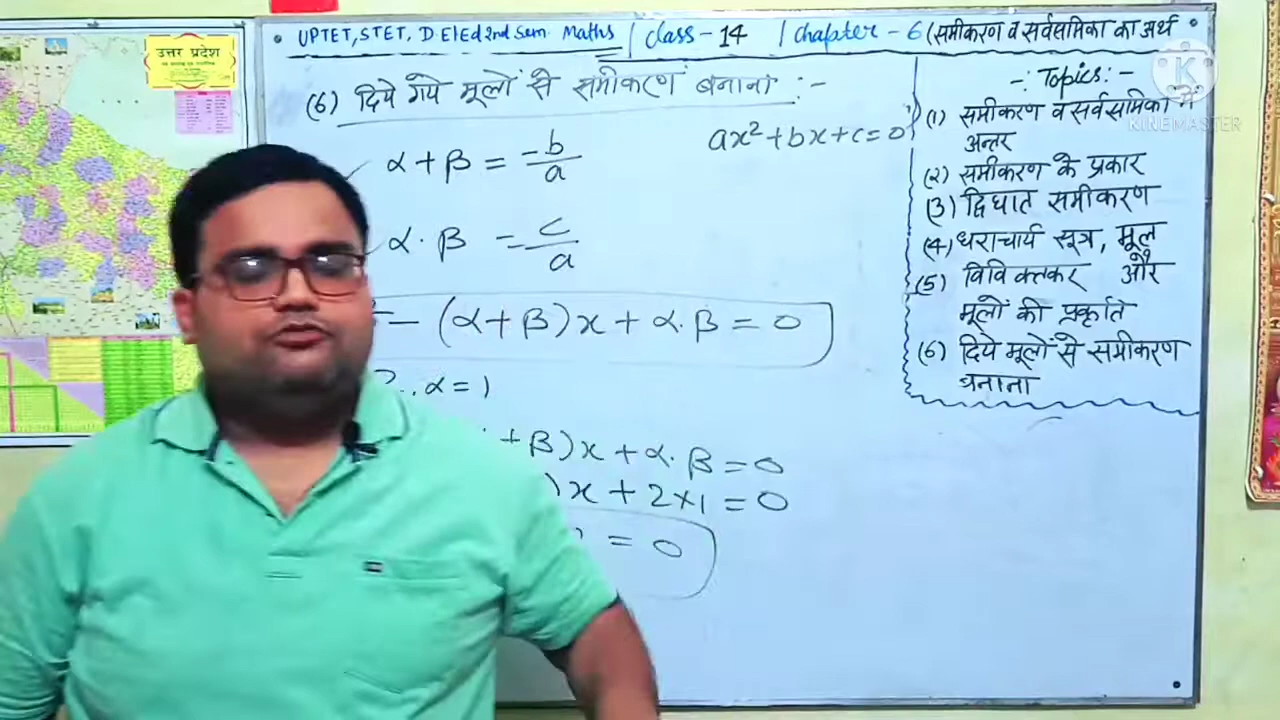 UPTET, STET, D.El.Ed 2nd Sem Maths | Class - 14 | chapter - 6 (समीकरण व सर्वसमिका का अर्थ
उत्तर प्रदेश
(6) दिये गये मूलों से समीकरण बनाना :-
ax²+bx+c=0
α+β = -b/a
α.β = c/a
- (α+β)x + α.β = 0
α = 1
+ β)x + α.β = 0
)x + 2×1 = 0
= 0
-: Topics :-
(1) समीकरण व सर्वसमिका में
अन्तर
(2) समीकरण के प्रकार
(3) द्विघात समीकरण
(4) धराचार्य सूत्र, मूल
(5) विविक्तकर और
मूलों की प्रकृति
(6) दिये मूलों से समीकरण
बनाना
KINEMASTER